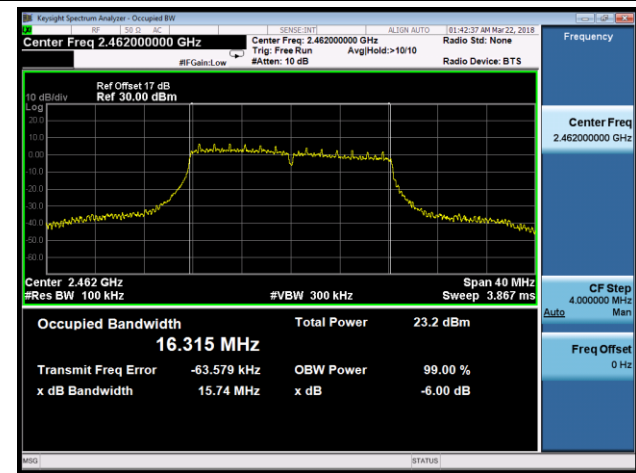 Keysight Spectrum Analyzer - Occupied BW
RF 50 Ω AC SENSE:INT ALIGN AUTO 01:42:37 AM Mar 22, 2018
Center Freq 2.462000000 GHz Center Freq: 2.462000000 GHz Radio Std: None Frequency
Trig: Free Run Avg|Hold:>10/10
#IFGain:Low #Atten: 10 dB Radio Device: BTS
Ref Offset 17 dB
10 dB/div Ref 30.00 dBm
Log
20.0
10.0
0.00
-10.0
-20.0
-30.0
-40.0
-50.0
-60.0
Center Freq
2.462000000 GHz
Center 2.462 GHz Span 40 MHz
#Res BW 100 kHz #VBW 300 kHz Sweep 3.867 ms
CF Step
4.000000 MHz
Auto Man
Occupied Bandwidth Total Power 23.2 dBm
16.315 MHz
Transmit Freq Error -63.579 kHz OBW Power 99.00 %
x dB Bandwidth 15.74 MHz x dB -6.00 dB
Freq Offset
0 Hz
MSG STATUS